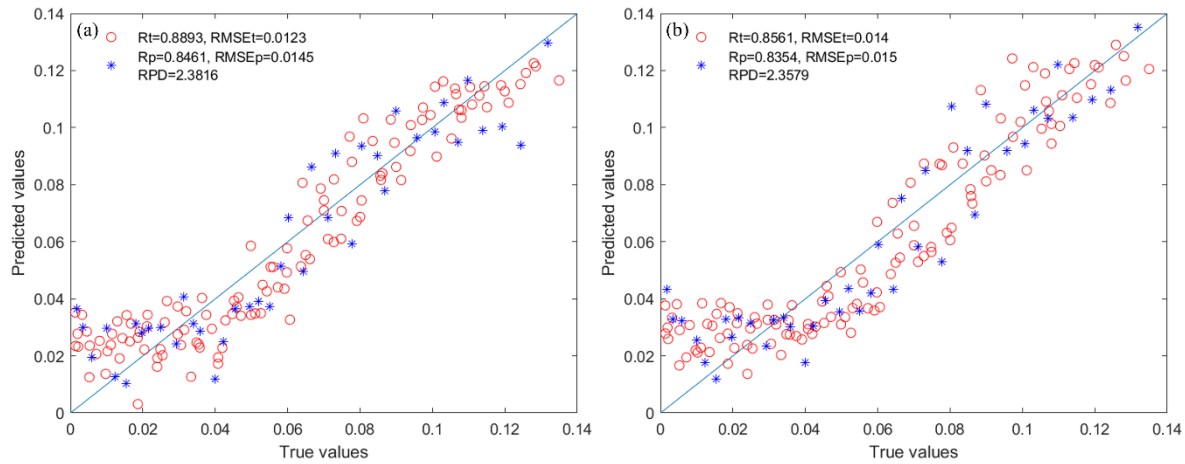 (a)
Rt=0.8893, RMSEt=0.0123
Rp=0.8461, RMSEp=0.0145
RPD=2.3816
0.14
0.12
0.1
0.08
0.06
0.04
0.02
0
Predicted values
0 0.02 0.04 0.06 0.08 0.1 0.12 0.14
True values
(b)
Rt=0.8561, RMSEt=0.014
Rp=0.8354, RMSEp=0.015
RPD=2.3579
0.14
0.12
0.1
0.08
0.06
0.04
0.02
0
Predicted values
0 0.02 0.04 0.06 0.08 0.1 0.12 0.14
True values